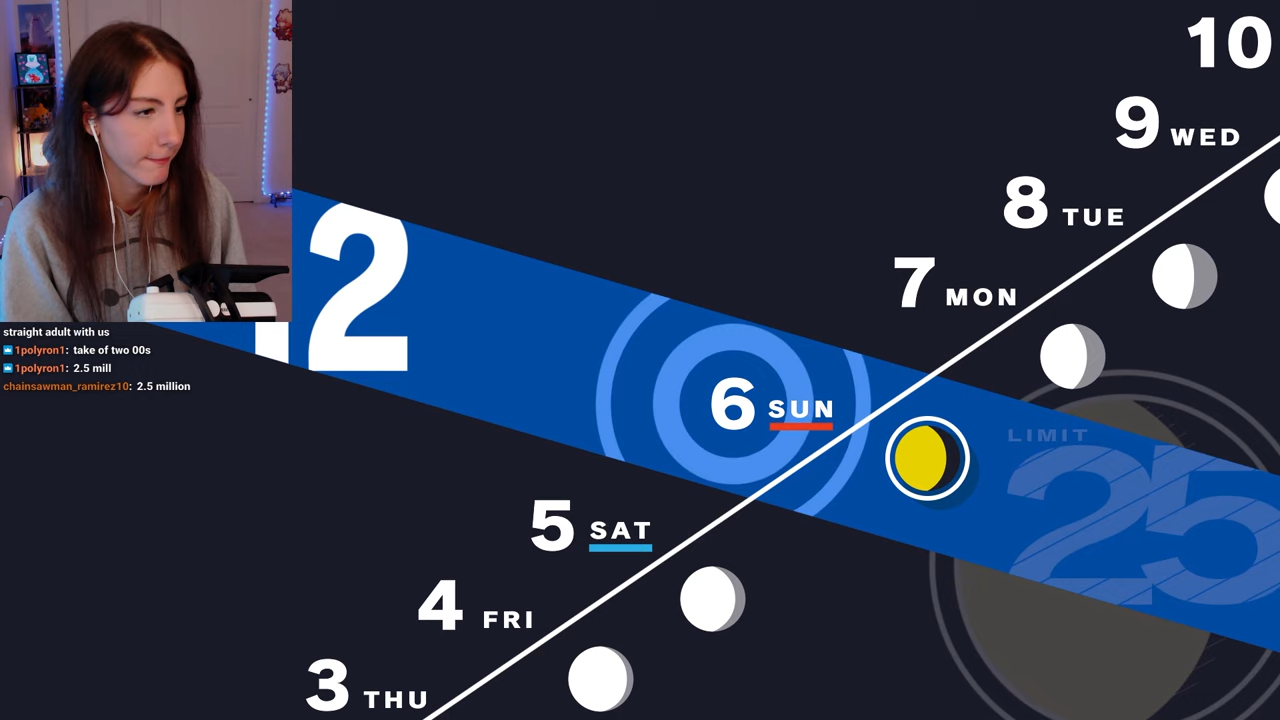 10
9 WED
8 TUE
7 MON
2
6 SUN
LIMIT
25
5 SAT
4 FRI
3 THU
straight adult with us
1polyron1: take of two 00s
1polyron1: 2.5 mill
chainsawman_ramirez10: 2.5 million